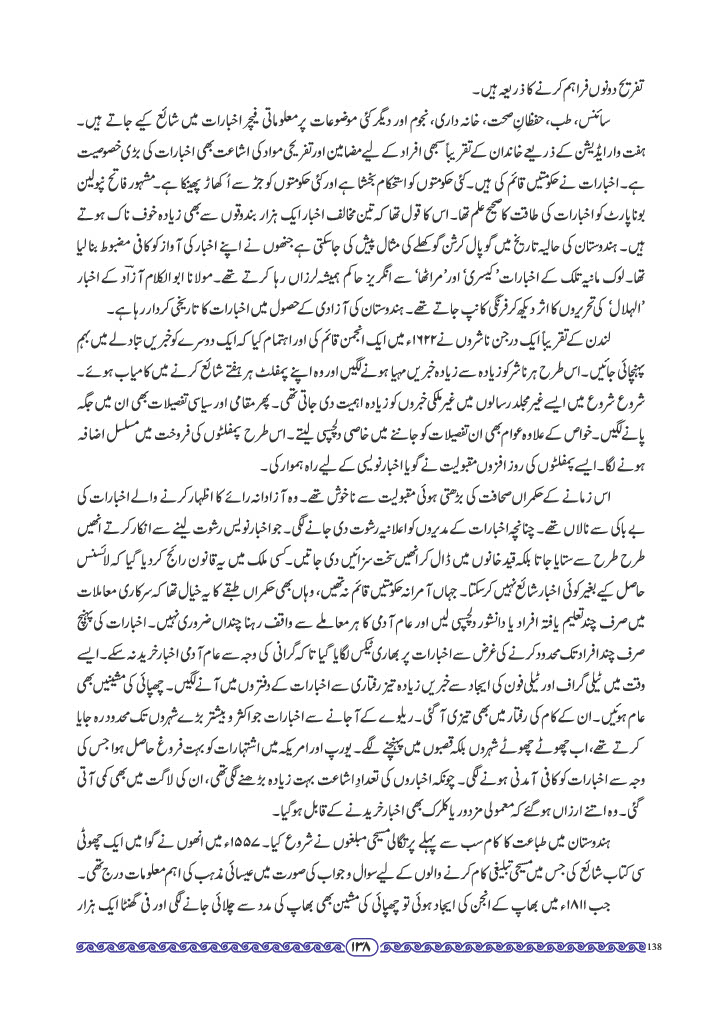 تفریح دونوں فراہم کرنے کا ذریعہ ہیں۔
سائنس، طب، حفظانِ صحت، خانہ داری، نجوم اور دیگر کئی موضوعات پر معلوماتی فیچر اخبارات میں شائع کیے جاتے ہیں۔
ہفت وار ایڈیشن کے ذریعے خاندان کے تقریباً سبھی افراد کے لیے مضامین اور تفریحی مواد کی اشاعت بھی اخبارات کی بڑی خصوصیت
ہے۔ اخبارات نے حکومتیں قائم کی ہیں۔ کئی حکومتوں کو استحکام بخشا ہے اور کئی حکومتوں کو جڑ سے اُکھاڑ پھینکا ہے۔ مشہور فاتح نپولین
بوناپارٹ کو اخبارات کی طاقت کا صحیح علم تھا۔ اس کا قول تھا کہ تین مخالف اخبار ایک ہزار بندوقوں سے بھی زیادہ خوف ناک ہوتے
ہیں۔ ہندوستان کی حالیہ تاریخ میں گوپال کرشن گوکھلے کی مثال پیش کی جاسکتی ہے جنھوں نے اپنے اخبار کی آواز کو کافی مضبوط بنالیا
تھا۔ لوک مانیہ تلک کے اخبارات ’کیسری‘ اور ’مراٹھا‘ سے انگریز حاکم ہمیشہ لرزاں رہا کرتے تھے۔ مولانا ابوالکلام آزادؔ کے اخبار
’الہلال‘ کی تحریروں کا اثر دیکھ کر فرنگی کانپ جاتے تھے۔ ہندوستان کی آزادی کے حصول میں اخبارات کا تاریخی کردار رہا ہے۔
لندن کے تقریباً ایک درجن ناشروں نے ۱۶۲۲ء میں ایک انجمن قائم کی اور اہتمام کیا کہ ایک دوسرے کو خبریں تبادلے میں بہم
پہنچائی جائیں۔ اس طرح ہر ناشر کو زیادہ سے زیادہ خبریں مہیا ہونے لگیں اور وہ اپنے پمفلٹ ہر ہفتے شائع کرنے میں کامیاب ہوئے۔
شروع شروع میں ایسے غیر مجلد رسالوں میں غیر ملکی خبروں کو زیادہ اہمیت دی جاتی تھی۔ پھر مقامی اور سیاسی تفصیلات بھی ان میں جگہ
پانے لگیں۔ خواص کے علاوہ عوام بھی ان تفصیلات کو جاننے میں خاصی دلچسپی لیتے۔ اس طرح پمفلٹوں کی فروخت میں مسلسل اضافہ
ہونے لگا۔ ایسے پمفلٹوں کی روز افزوں مقبولیت نے گویا اخبار نویسی کے لیے راہ ہموار کی۔
اس زمانے کے حکمراں صحافت کی بڑھتی ہوئی مقبولیت سے ناخوش تھے۔ وہ آزادانہ رائے کا اظہار کرنے والے اخبارات کی
بے باکی سے نالاں تھے۔ چنانچہ اخبارات کے مدیروں کو اعلانیہ رشوت دی جانے لگی۔ جو اخبار نویس رشوت لینے سے انکار کرتے انھیں
طرح طرح سے ستایا جاتا بلکہ قید خانوں میں ڈال کر انھیں سخت سزائیں دی جاتیں۔ کسی ملک میں یہ قانون رائج کردیا گیا کہ لائسنس
حاصل کیے بغیر کوئی اخبار شائع نہیں کرسکتا۔ جہاں آمرانہ حکومتیں قائم نہ تھیں، وہاں بھی حکمراں طبقے کا یہ خیال تھا کہ سرکاری معاملات
میں صرف چند تعلیم یافتہ افراد یا دانشور دلچسپی لیں اور عام آدمی کا ہر معاملے سے واقف رہنا چنداں ضروری نہیں۔ اخبارات کی پہنچ
صرف چند افراد تک محدود کرنے کی غرض سے اخبارات پر بھاری ٹیکس لگایا گیا تاکہ گرانی کی وجہ سے عام آدمی اخبار خرید نہ سکے۔ ایسے
وقت میں ٹیلی گراف اور ٹیلی فون کی ایجاد سے خبریں زیادہ تیز رفتاری سے اخبارات کے دفتروں میں آنے لگیں۔ چھپائی کی مشینیں بھی
عام ہوئیں۔ ان کے کام کی رفتار میں بھی تیزی آگئی۔ ریلوے کے آجانے سے اخبارات جو اکثر و بیشتر بڑے شہروں تک محدود رہ جایا
کرتے تھے، اب چھوٹے چھوٹے شہروں بلکہ قصبوں میں پہنچنے لگے۔ یورپ اور امریکہ میں اشتہارات کو بہت فروغ حاصل ہوا جس کی
وجہ سے اخبارات کو کافی آمدنی ہونے لگی۔ چونکہ اخباروں کی تعدادِ اشاعت بہت زیادہ بڑھنے لگی تھی، ان کی لاگت میں بھی کمی آتی
گئی۔ وہ اتنے ارزاں ہوگئے کہ معمولی مزدور یا کلرک بھی اخبار خریدنے کے قابل ہوگیا۔
ہندوستان میں طباعت کا کام سب سے پہلے پرتگالی مسیحی مبلغوں نے شروع کیا۔ ۱۵۵۷ء میں انھوں نے گوا میں ایک چھوٹی
سی کتاب شائع کی جس میں مسیحی تبلیغی کام کرنے والوں کے لیے سوال و جواب کی صورت میں عیسائی مذہب کی اہم معلومات درج تھی۔
جب ۱۸۱۱ء میں بھاپ کے انجن کی ایجاد ہوئی تو چھپائی کی مشین بھی بھاپ کی مدد سے چلائی جانے لگی اور فی گھنٹا ایک ہزار
۱۳۸
138